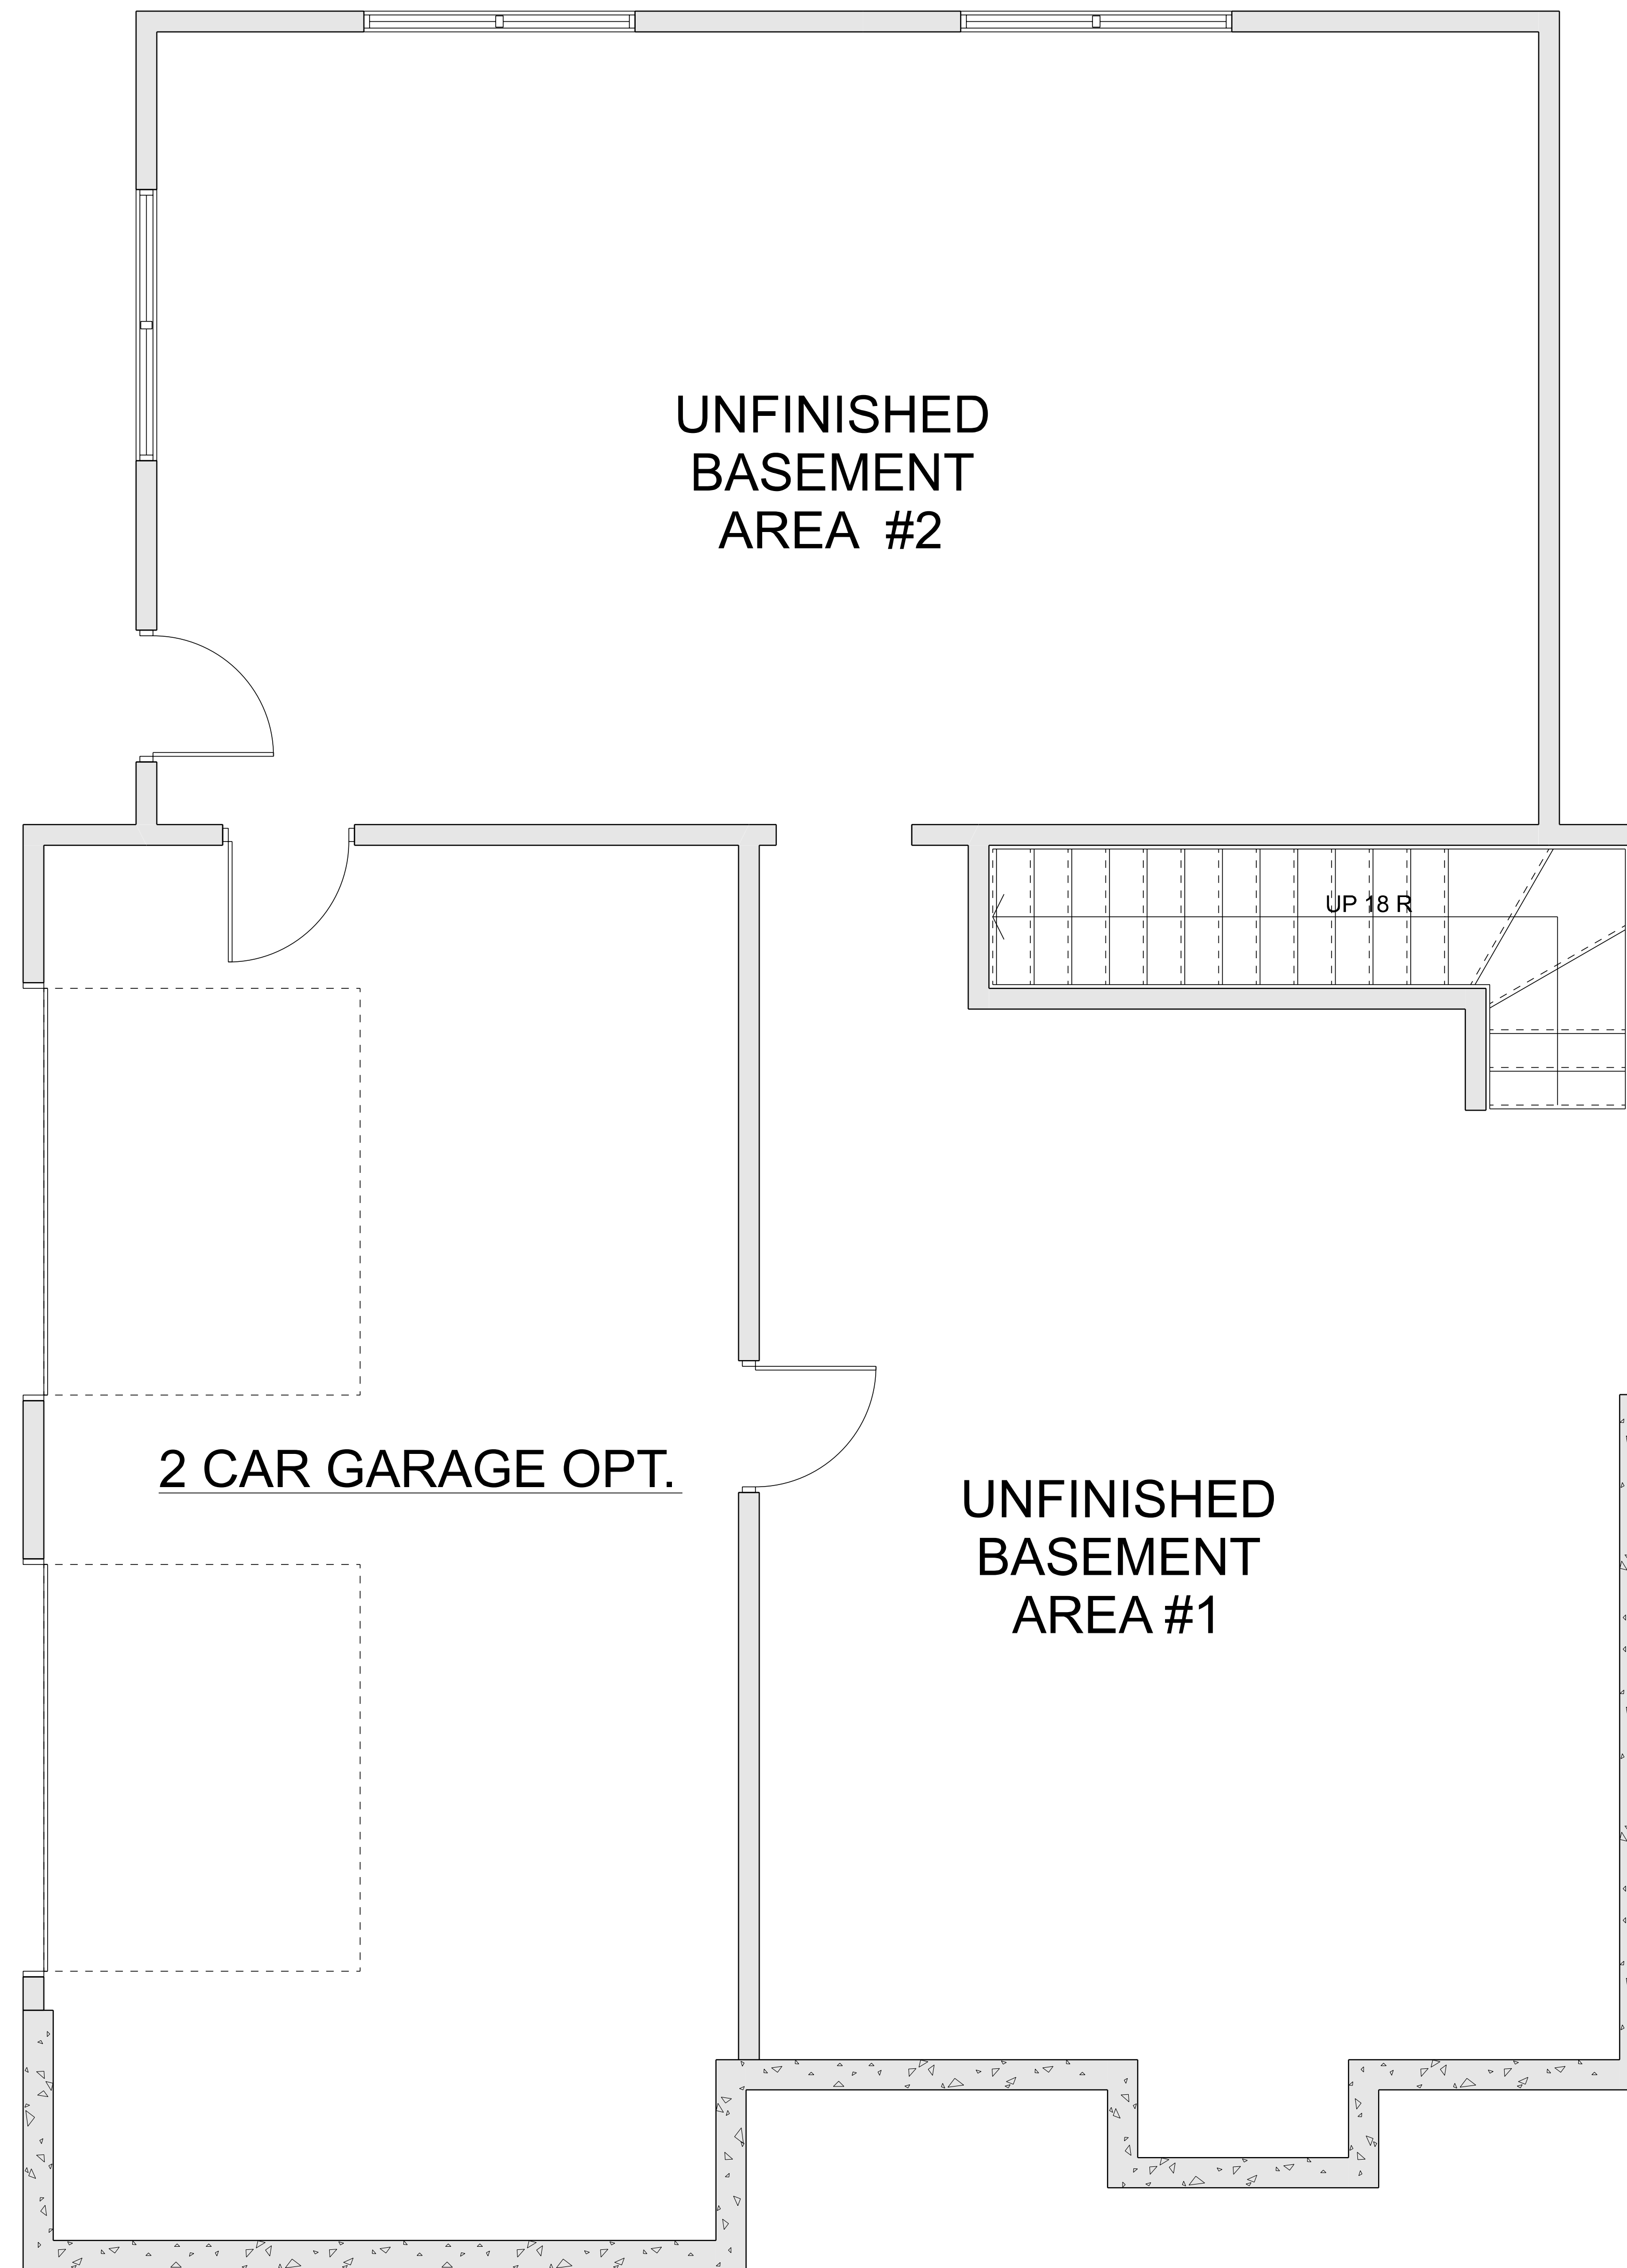 UNFINISHED
BASEMENT
AREA #2
UP 18 R
2 CAR GARAGE OPT.
UNFINISHED
BASEMENT
AREA #1